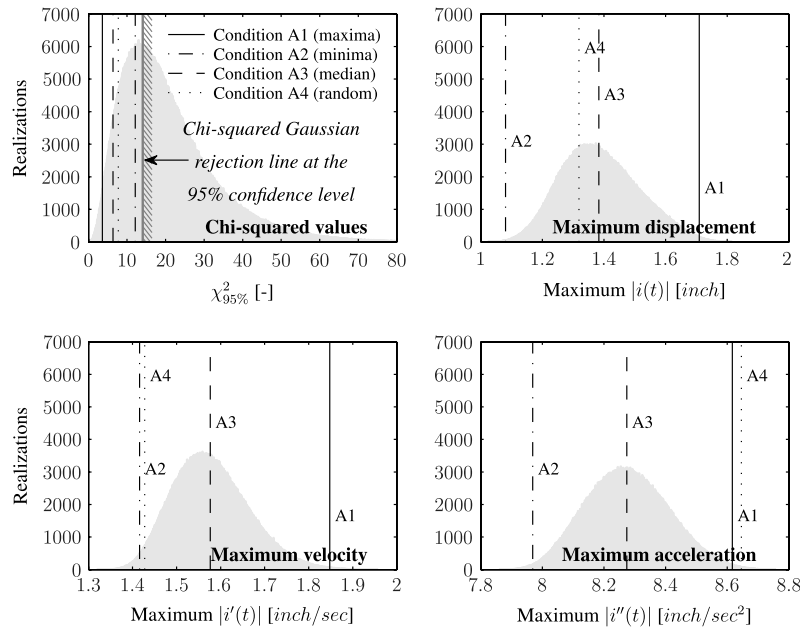 7000
6000
5000
4000
3000
2000
1000
0
Realizations
Condition A1 (maxima)
Condition A2 (minima)
Condition A3 (median)
Condition A4 (random)
Chi-squared Gaussian
rejection line at the
95% confidence level
Chi-squared values
0 10 20 30 40 50 60 70 80
χ²95% [-]
7000
6000
5000
4000
3000
2000
1000
0
A4
A3
A2
A1
Maximum displacement
1 1.2 1.4 1.6 1.8 2
Maximum |i(t)| [inch]
7000
6000
5000
4000
3000
2000
1000
0
Realizations
A4
A3
A2
A1
Maximum velocity
1.3 1.4 1.5 1.6 1.7 1.8 1.9 2
Maximum |i′(t)| [inch/sec]
7000
6000
5000
4000
3000
2000
1000
0
A4
A3
A2
A1
Maximum acceleration
7.8 8 8.2 8.4 8.6 8.8
Maximum |i″(t)| [inch/sec²]